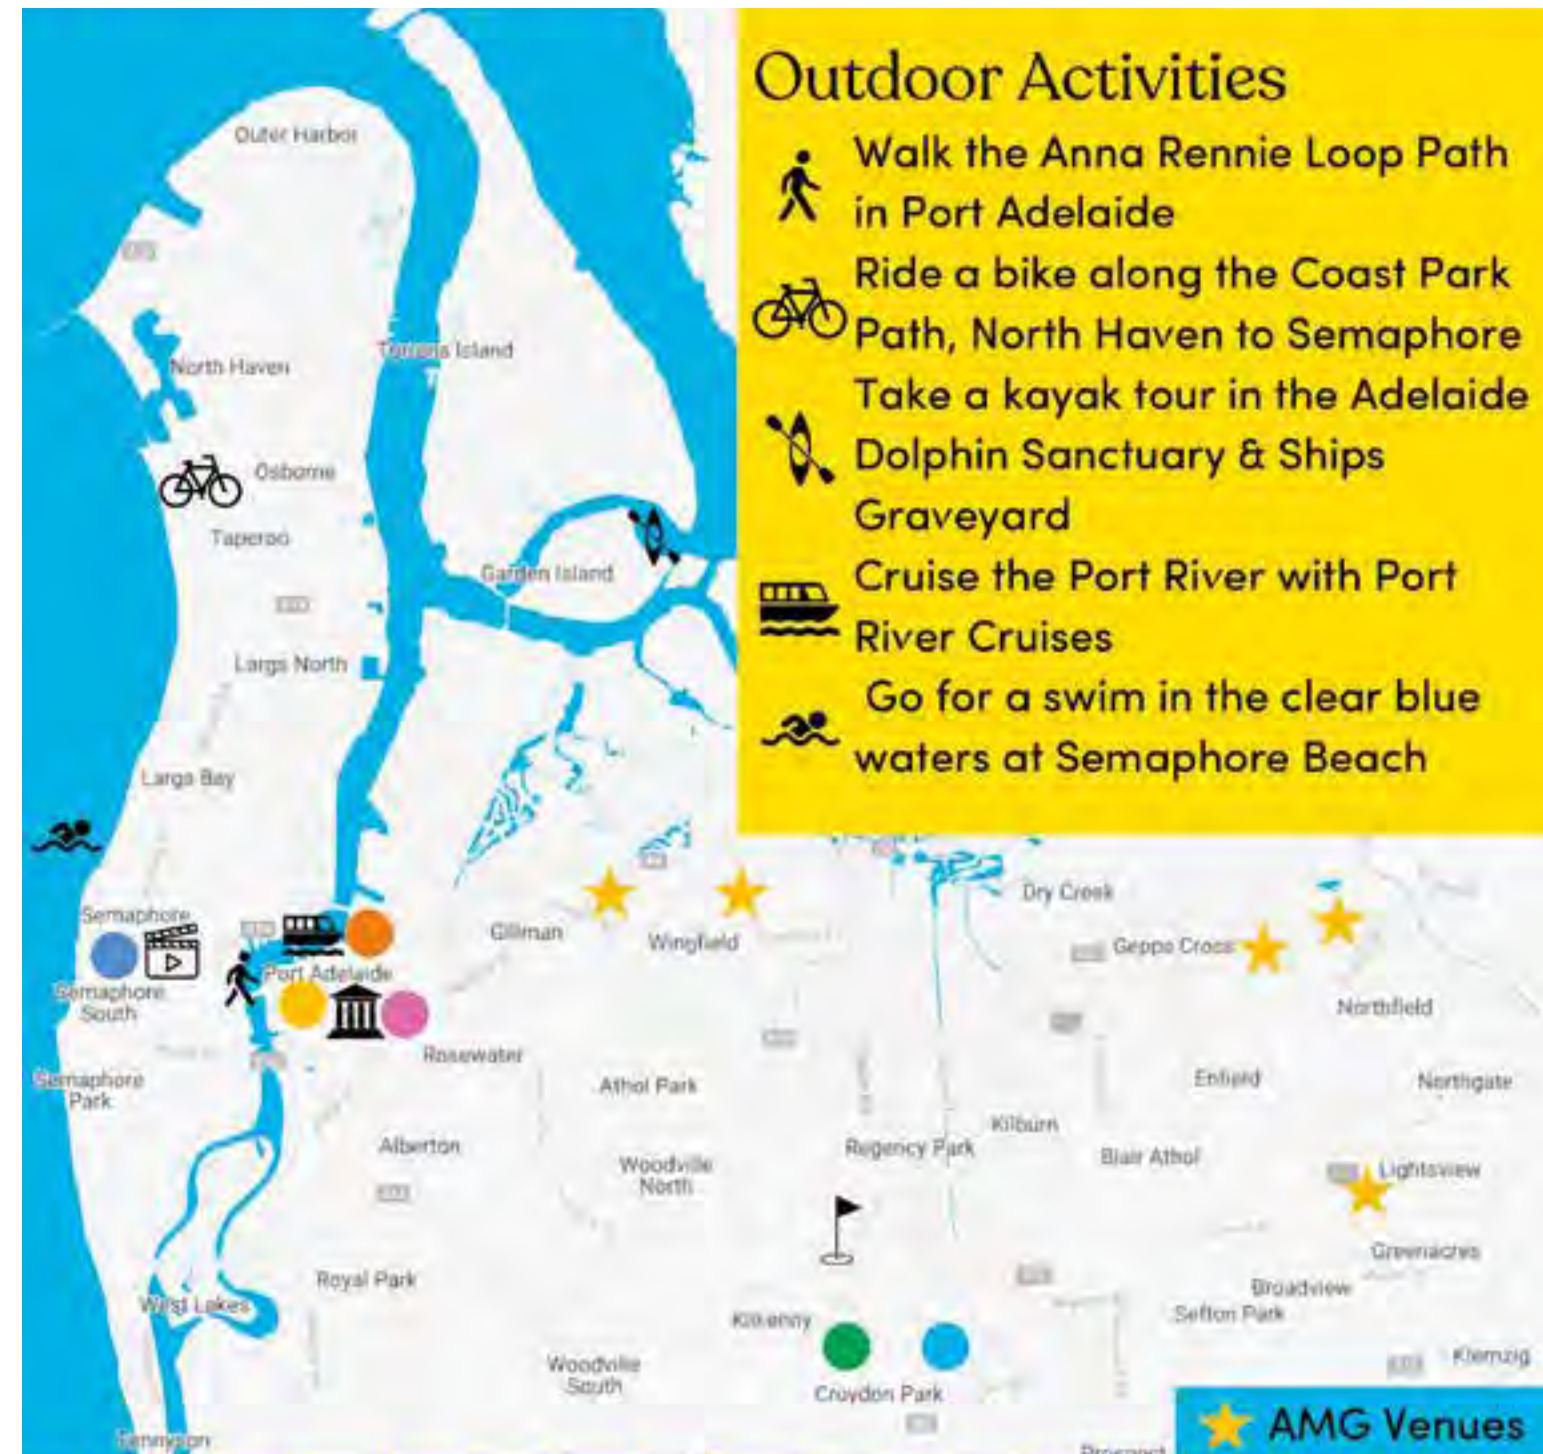 Outdoor Activities
Walk the Anna Rennie Loop Path
in Port Adelaide
Ride a bike along the Coast Park
Path, North Haven to Semaphore
Take a kayak tour in the Adelaide
Dolphin Sanctuary & Ships
Graveyard
Cruise the Port River with Port
River Cruises
Go for a swim in the clear blue
waters at Semaphore Beach
Outer Harbor
North Haven
Torrens Island
Osborne
Taperoo
Garden Island
Largs North
Largs Bay
Semaphore
Semaphore
South
Port Adelaide
Gillman
Wingfield
Dry Creek
Gepps Cross
Northfield
Rosewater
Semaphore
Park
Athol Park
Enfield
Northgate
Kilburn
Alberton
Regency Park
Blair Athol
Woodville
North
Lightsview
Greenacres
Royal Park
Broadview
West Lakes
Sefton Park
Kilkenny
Klemzig
Woodville
South
Croydon Park
AMG Venues
Tennyson
Prospect